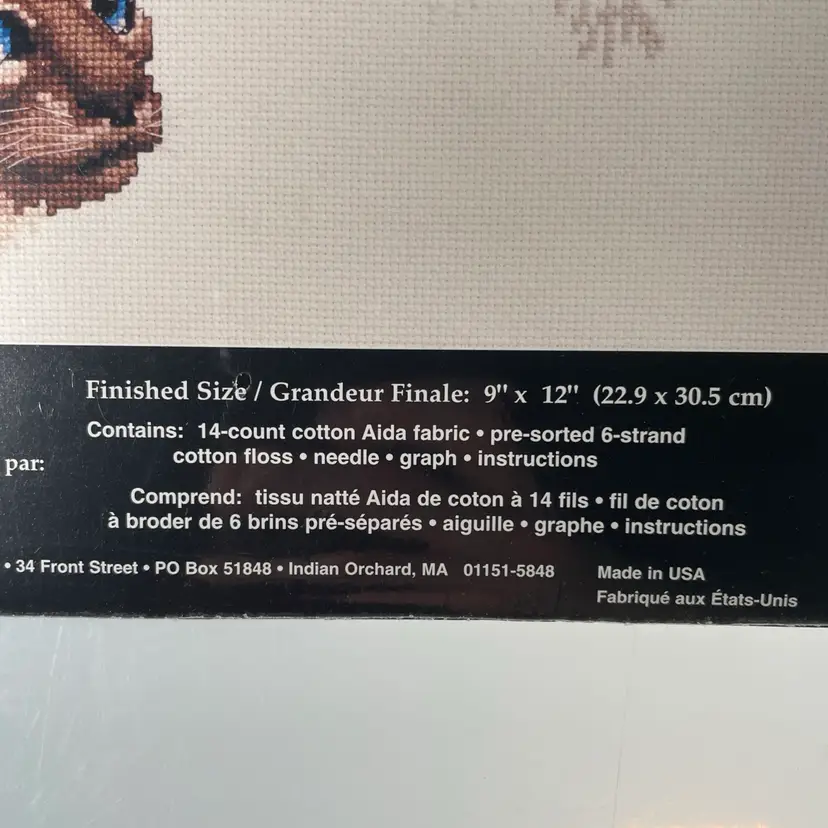 Finished Size / Grandeur Finale: 9" x 12" (22.9 x 30.5 cm)
Contains: 14-count cotton Aida fabric • pre-sorted 6-strand
cotton floss • needle • graph • instructions
par:
Comprend: tissu natté Aida de coton à 14 fils • fil de coton
à broder de 6 brins pré-séparés • aiguille • graphe • instructions
• 34 Front Street • PO Box 51848 • Indian Orchard, MA 01151-5848
Made in USA
Fabriqué aux États-Unis